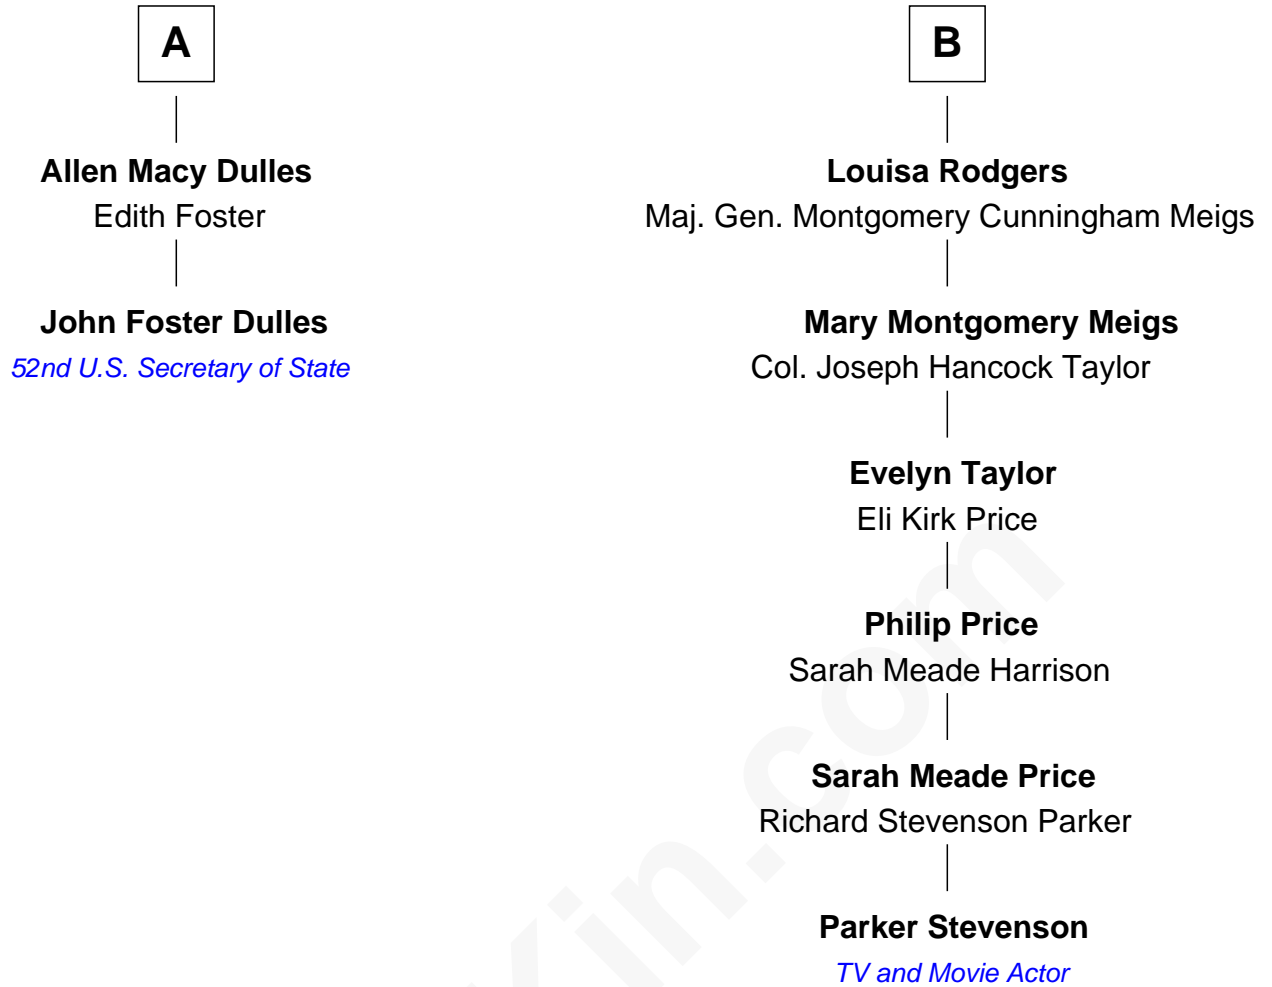 A
Allen Macy Dulles
Edith Foster
John Foster Dulles
52nd U.S. Secretary of State
B
Louisa Rodgers
Maj. Gen. Montgomery Cunningham Meigs
Mary Montgomery Meigs
Col. Joseph Hancock Taylor
Evelyn Taylor
Eli Kirk Price
Philip Price
Sarah Meade Harrison
Sarah Meade Price
Richard Stevenson Parker
Parker Stevenson
TV and Movie Actor
Kin.com